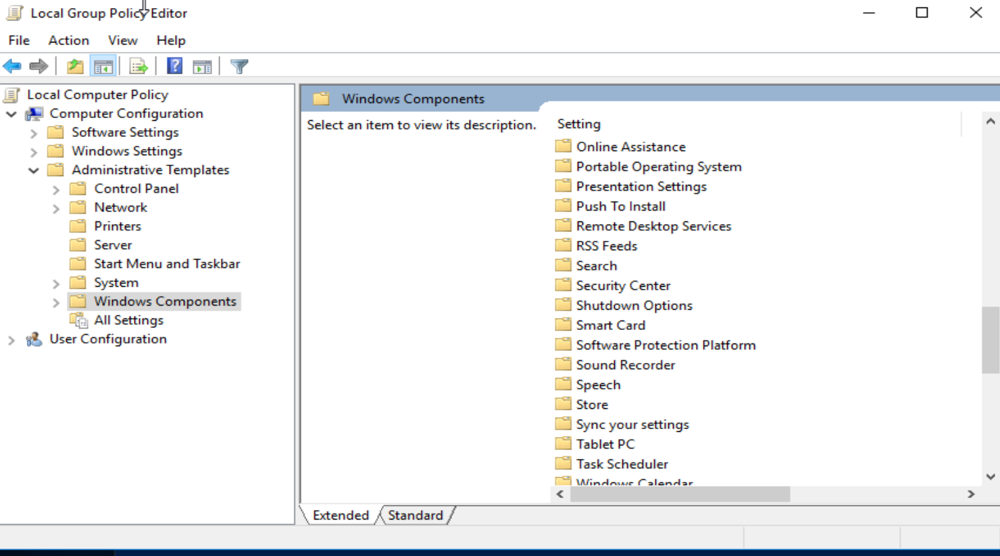 Local Group Policy Editor
File Action View Help
Local Computer Policy
Computer Configuration
Software Settings
Windows Settings
Administrative Templates
Control Panel
Network
Printers
Server
Start Menu and Taskbar
System
Windows Components
All Settings
User Configuration
Windows Components
Select an item to view its description.
Setting
Online Assistance
Portable Operating System
Presentation Settings
Push To Install
Remote Desktop Services
RSS Feeds
Search
Security Center
Shutdown Options
Smart Card
Software Protection Platform
Sound Recorder
Speech
Store
Sync your settings
Tablet PC
Task Scheduler
Windows Calendar
Extended Standard